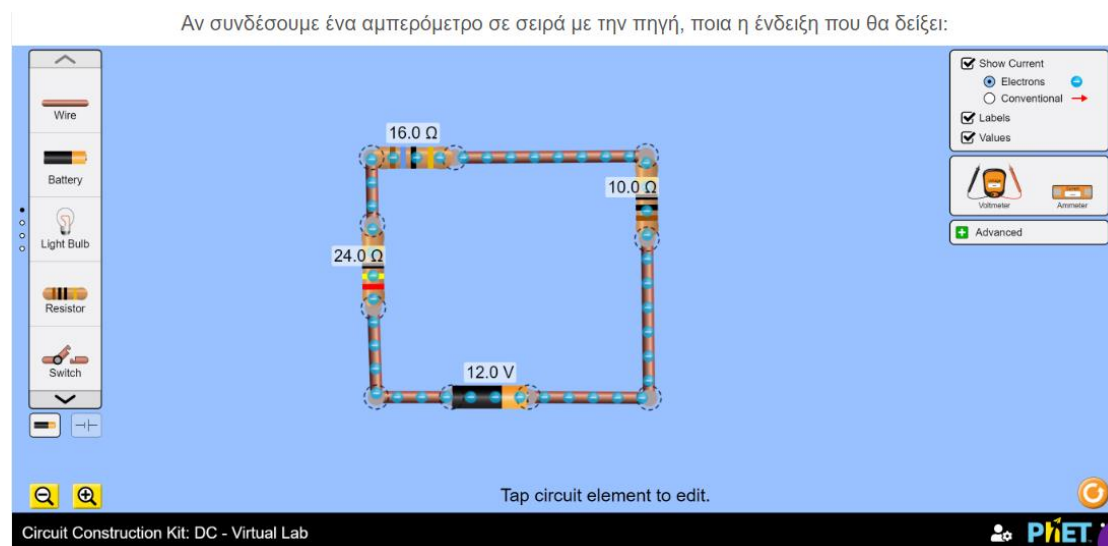 Αν συνδέσουμε ένα αμπερόμετρο σε σειρά με την πηγή, ποια η ένδειξη που θα δείξει:
Wire
Battery
Light Bulb
Resistor
Switch
16.0 Ω
10.0 Ω
24.0 Ω
12.0 V
Show Current
Electrons
Conventional
Labels
Values
Voltmeter
Ammeter
Advanced
Tap circuit element to edit.
Circuit Construction Kit: DC - Virtual Lab
PhET